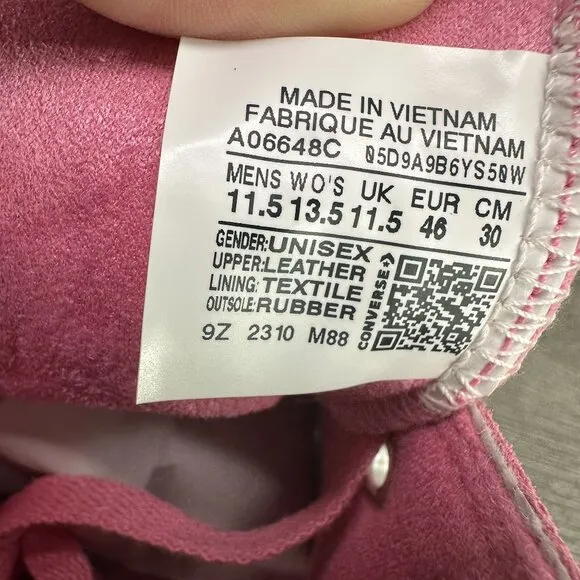 MADE IN VIETNAM
FABRIQUE AU VIETNAM
A06648C 05D9A9B6YS50W
MENS WO'S UK EUR CM
11.5 13.5 11.5 46 30
GENDER:UNISEX
UPPER:LEATHER
LINING:TEXTILE
OUTSOLE:RUBBER
CONVERSE
9Z 2310 M88